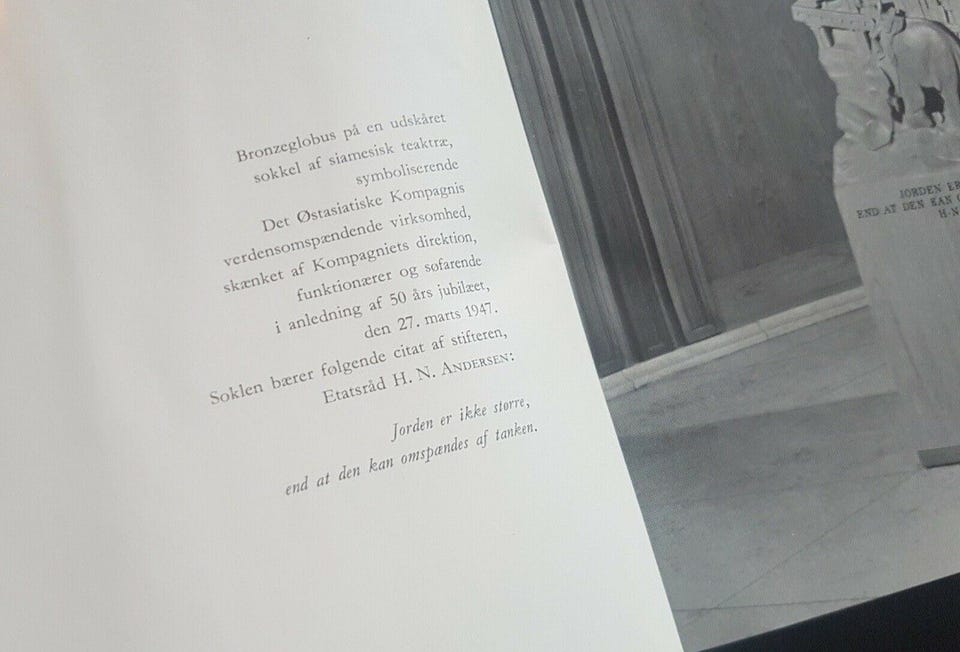 Bronzeglobus på en udskåret
sokkel af siamesisk teaktræ,
symboliserende
Det Østasiatiske Kompagnis
verdensomspændende virksomhed,
skænket af Kompagniets direktion,
funktionærer og søfarende
i anledning af 50 års jubilæet,
den 27. marts 1947.
Soklen bærer følgende citat af stifteren,
Etatsråd H. N. ANDERSEN:
Jorden er ikke større,
end at den kan omspændes af tanken.
JORDEN ER
END AT DEN KAN
H·N